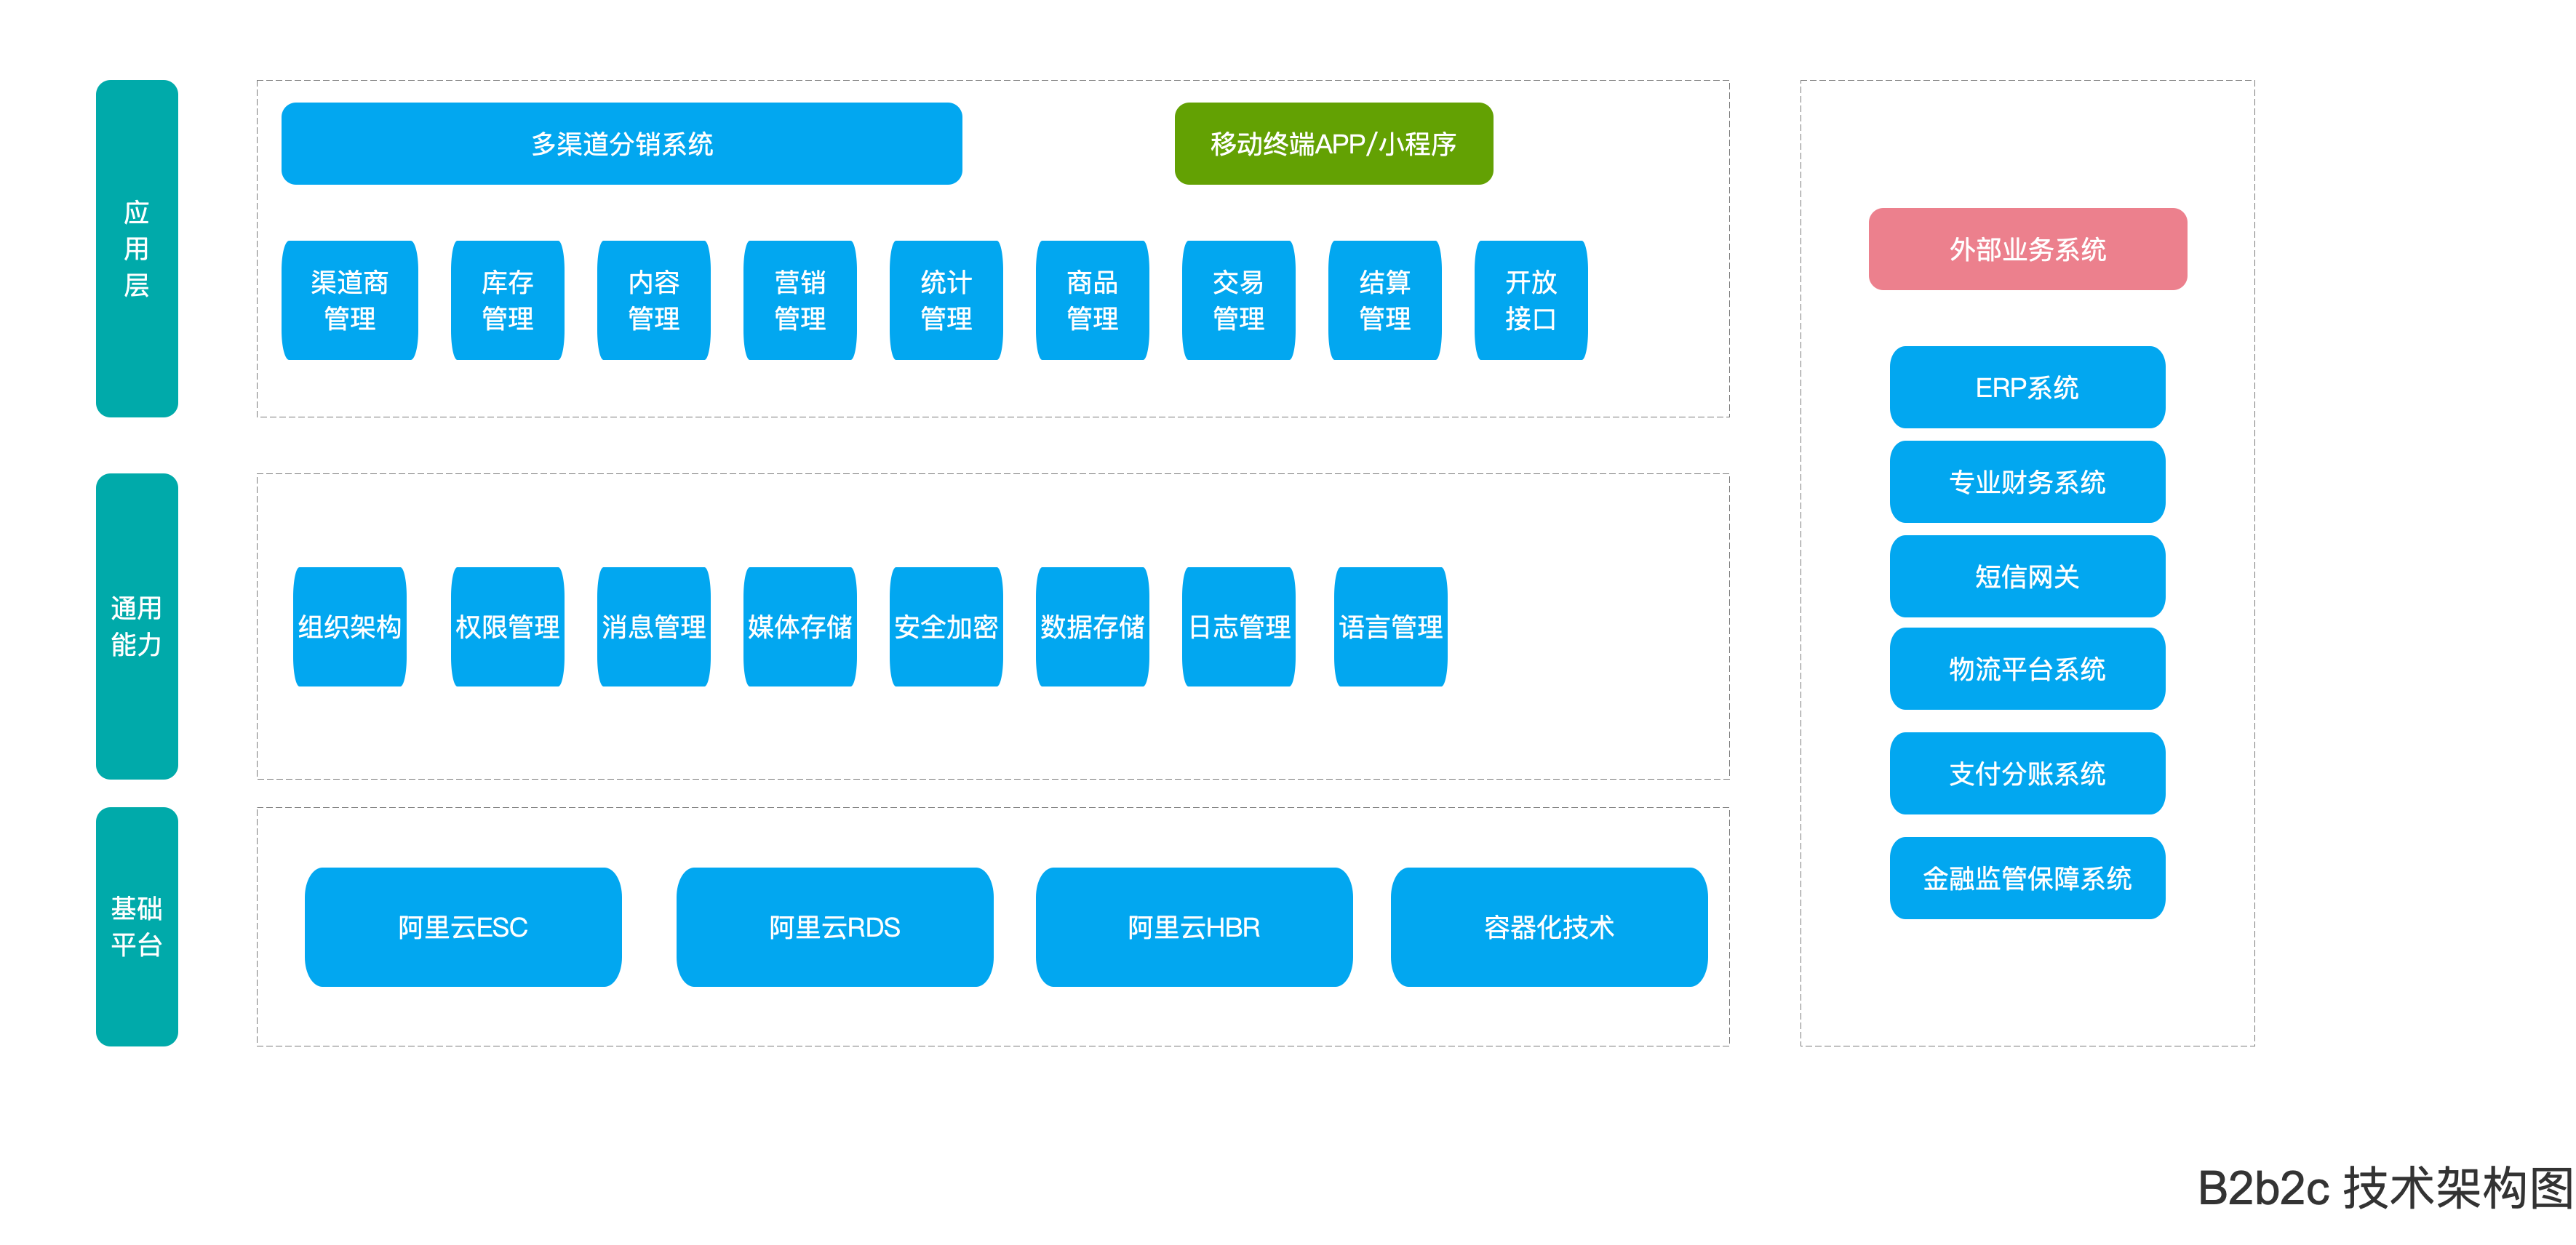 应
用
层
多渠道分销系统
移动终端APP/小程序
渠道商
管理
库存
管理
内容
管理
营销
管理
统计
管理
商品
管理
交易
管理
结算
管理
开放
接口
通用
能力
组织架构
权限管理
消息管理
媒体存储
安全加密
数据存储
日志管理
语言管理
基础
平台
阿里云ESC
阿里云RDS
阿里云HBR
容器化技术
外部业务系统
ERP系统
专业财务系统
短信网关
物流平台系统
支付分账系统
金融监管保障系统
B2b2c 技术架构图